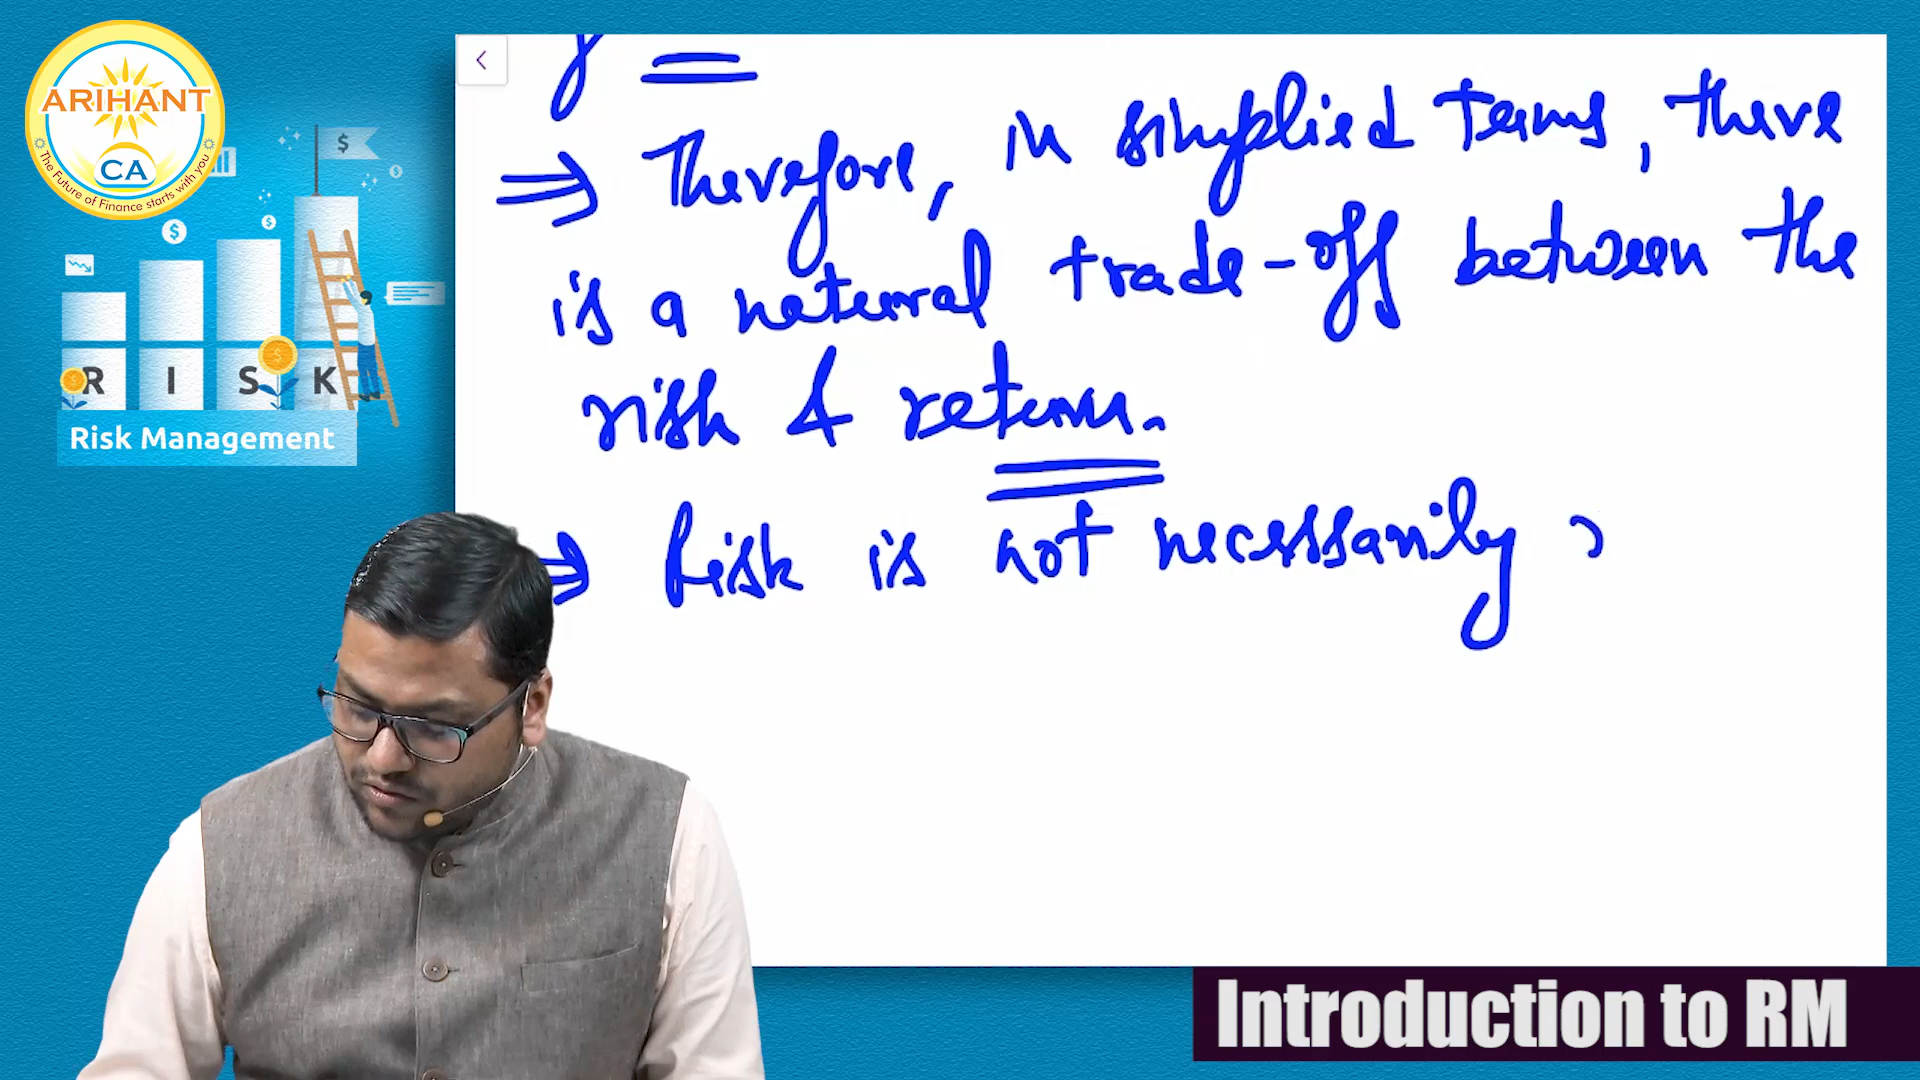 ARIHANT
CA
The Future of Finance starts with you
R I S K
Risk Management
⇒ Therefore, in simplied terms, there
is a natural trade-off between the
risk & return.
⇒ Risk is not necessarily
Introduction to RM